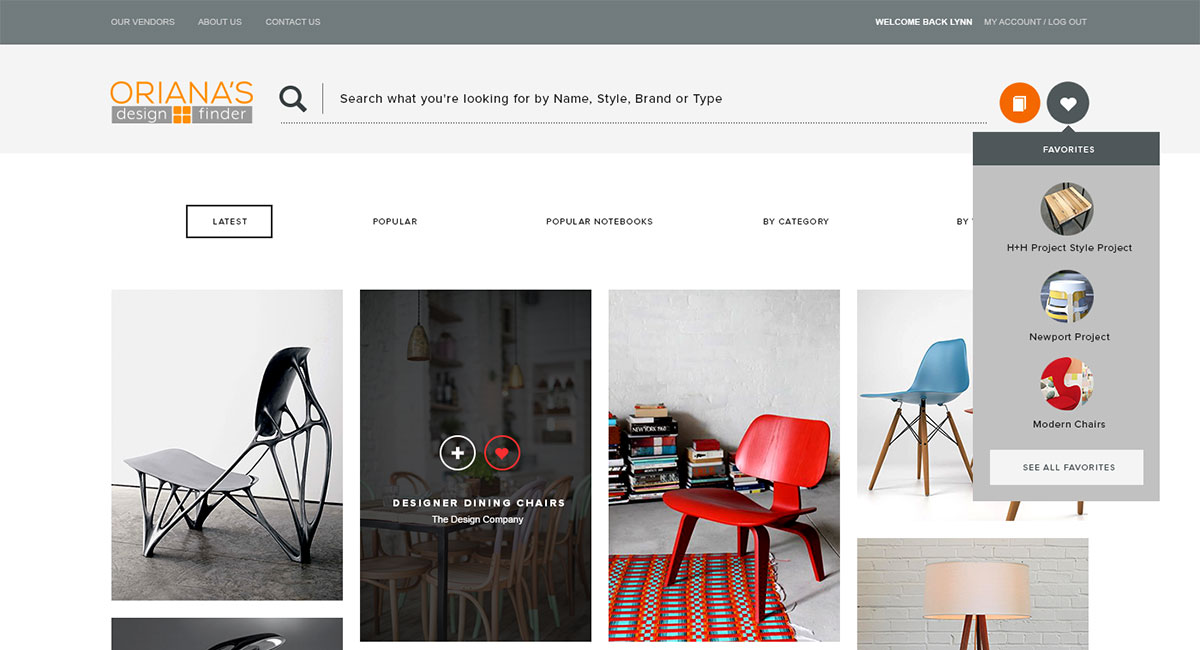 OUR VENDORS
ABOUT US
CONTACT US
WELCOME BACK LYNN
MY ACCOUNT / LOG OUT
ORIANA'S
design finder
Search what you're looking for by Name, Style, Brand or Type
FAVORITES
H+H Project Style Project
Newport Project
Modern Chairs
SEE ALL FAVORITES
LATEST
POPULAR
POPULAR NOTEBOOKS
BY CATEGORY
BY
DESIGNER DINING CHAIRS
The Design Company
NEW YORK